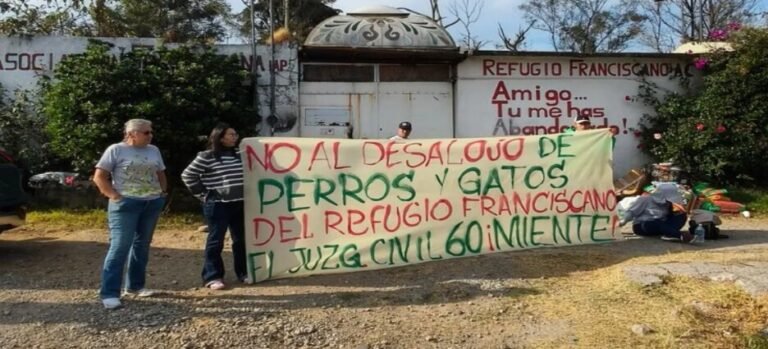 REFUGIO FRANCISCANO A.C.
Amigo...
Tu me has
NO AL DESALOJO DE
PERROS Y GATOS
DEL REFUGIO FRANCISCANO
EL JUZG. CIVIL 60 ¡MIENTE!